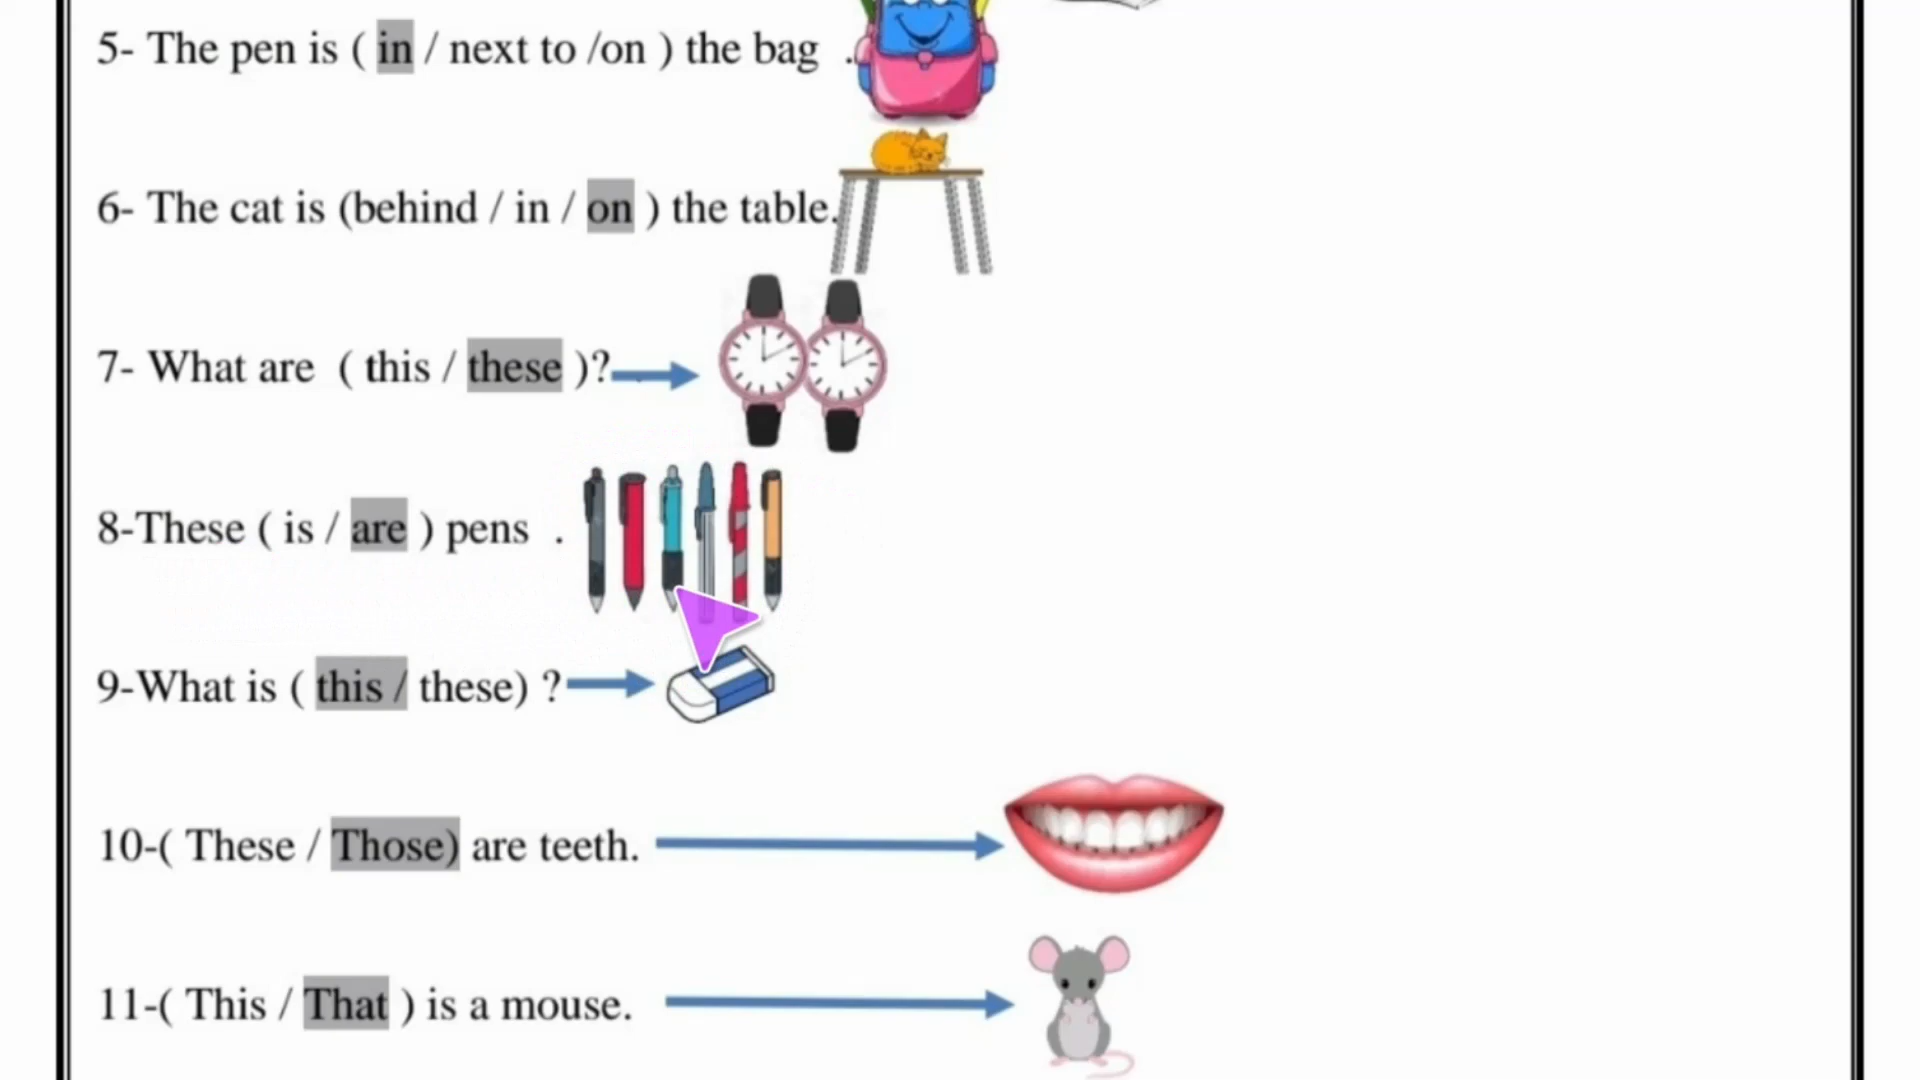 5- The pen is ( in / next to /on ) the bag .
6- The cat is (behind / in / on ) the table.
7- What are ( this / these )?
8-These ( is / are ) pens .
9-What is ( this / these) ?
10-( These / Those) are teeth.
11-( This / That ) is a mouse.